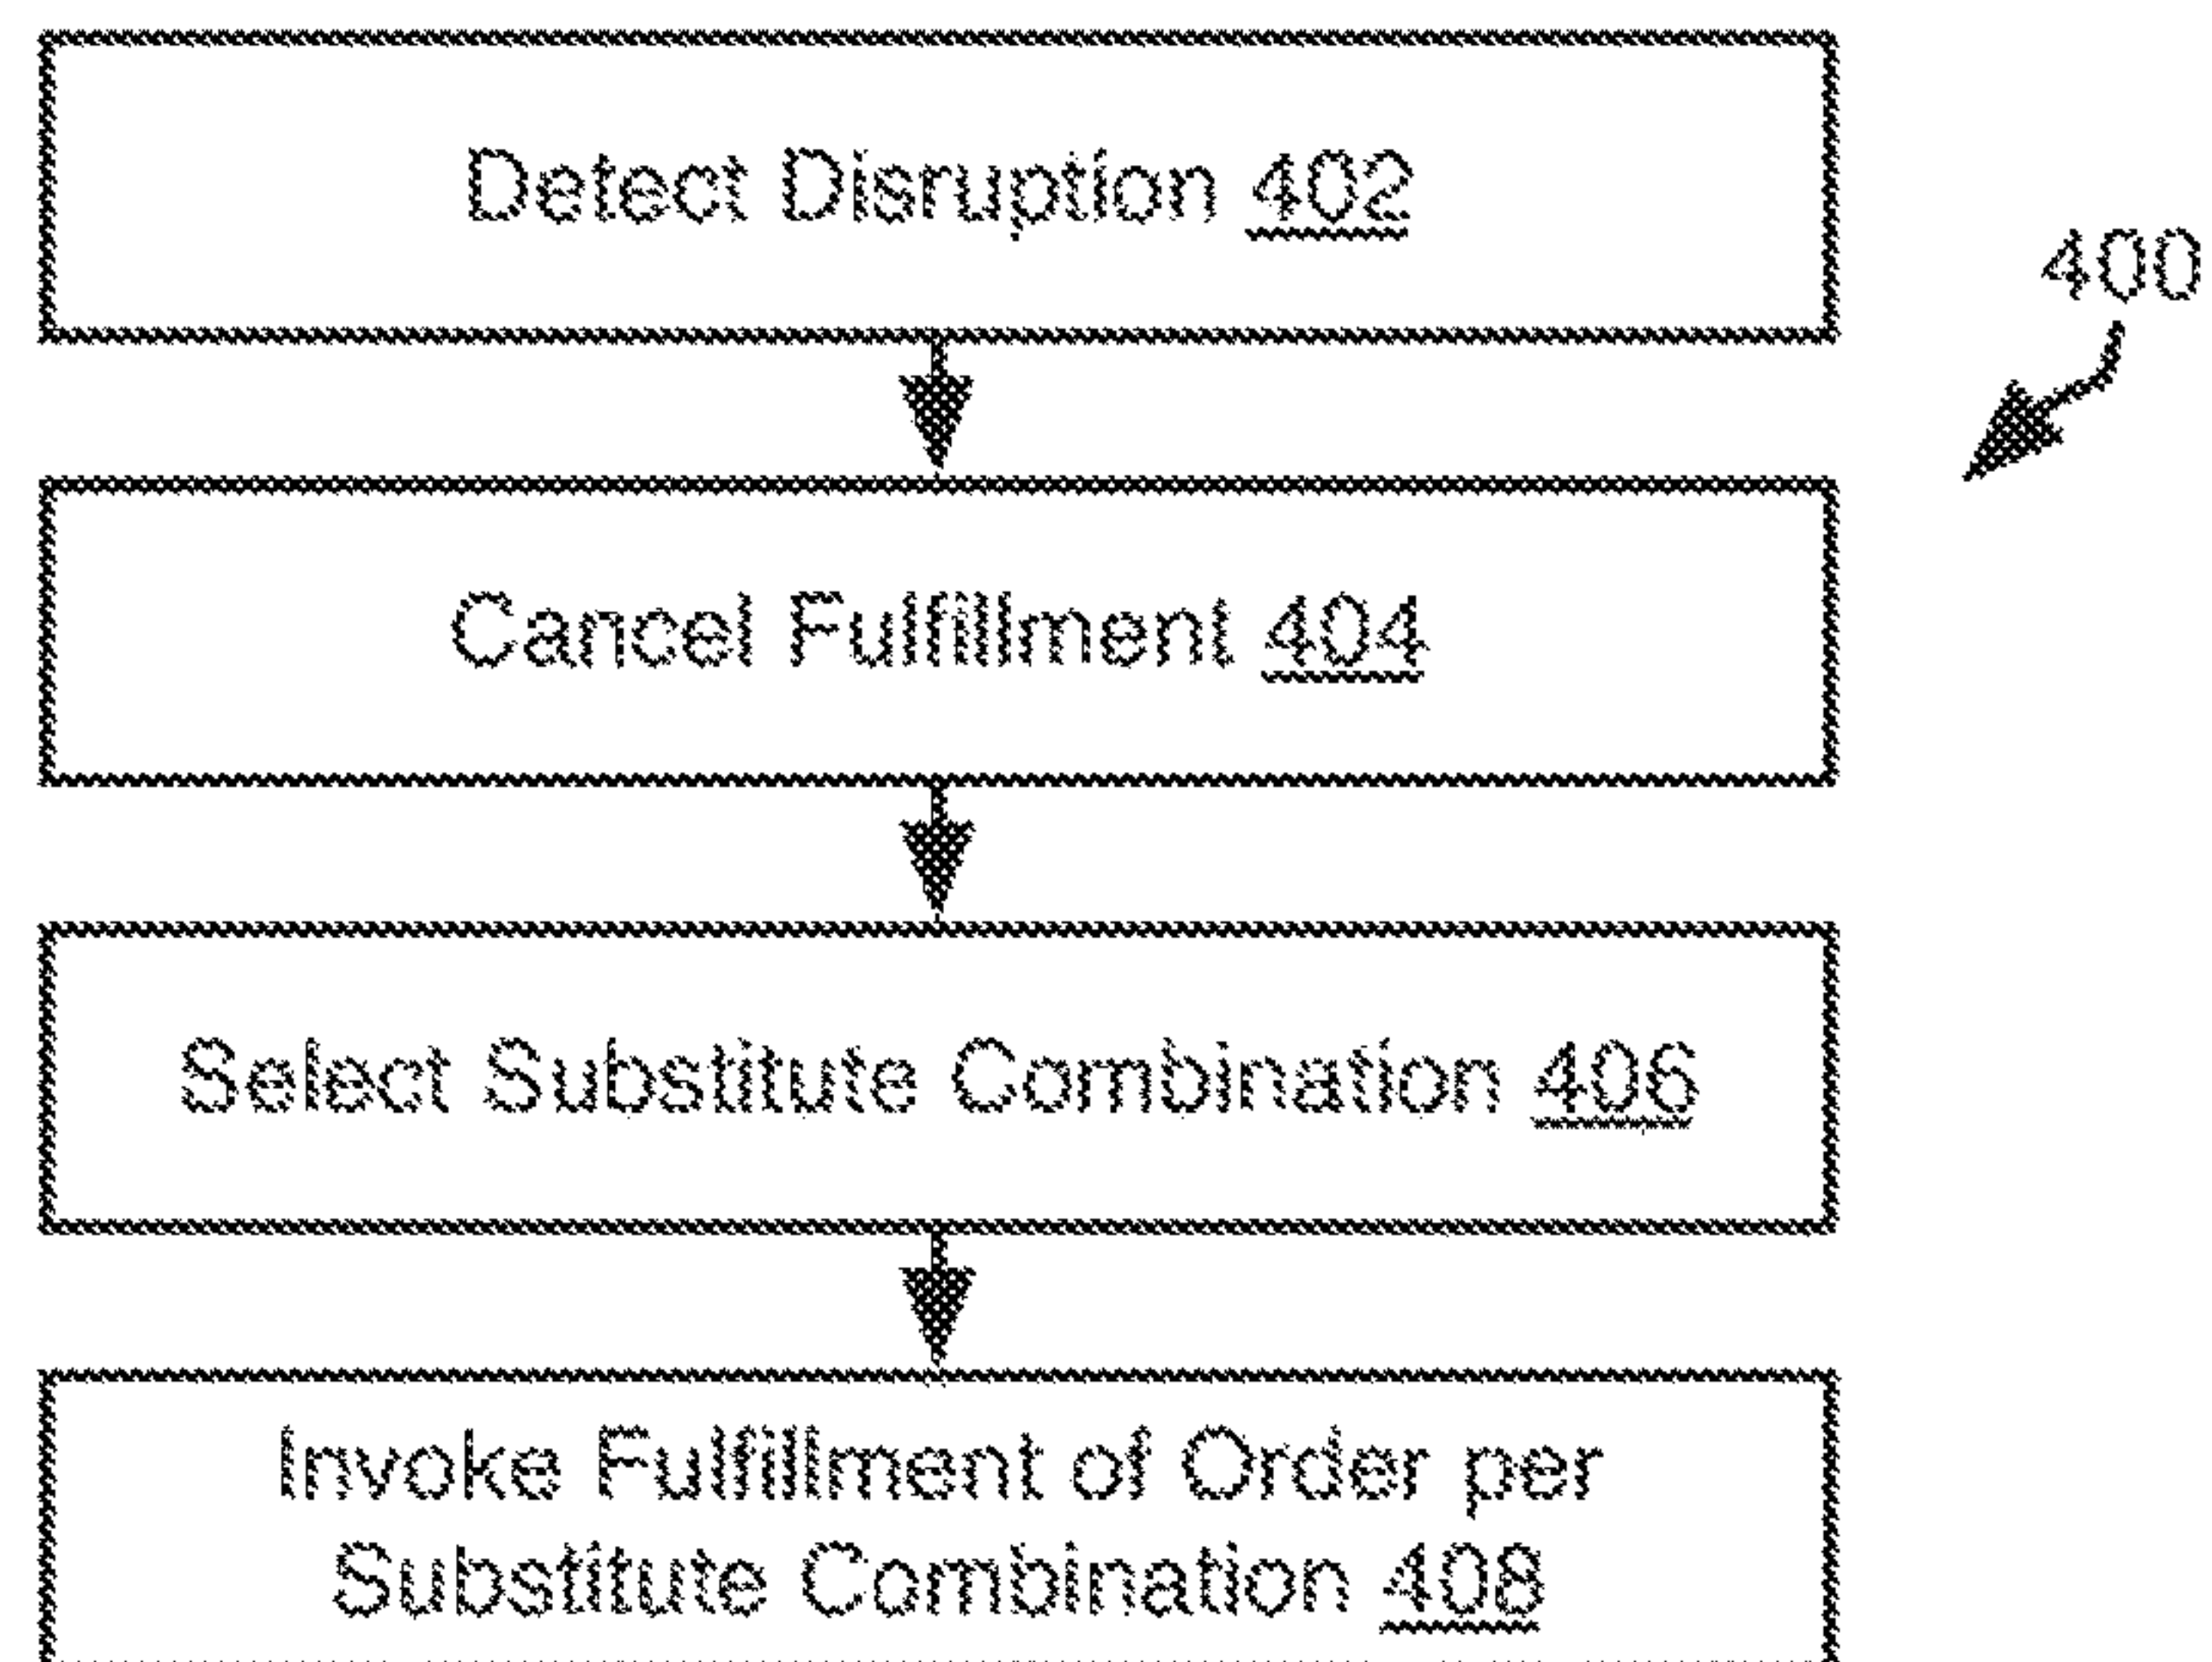 Detect Disruption 402
400
Cancel Fulfillment 404
Select Substitute Combination 406
Invoke Fulfillment of Order per
Substitute Combination 408